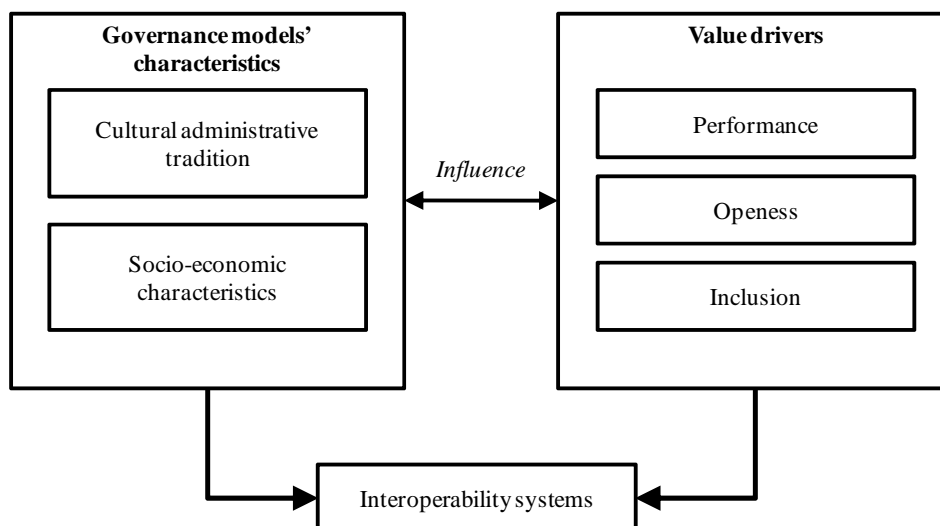 Governance models'
characteristics
Cultural administrative
tradition
Socio-economic
characteristics
Influence
Value drivers
Performance
Openess
Inclusion
Interoperability systems